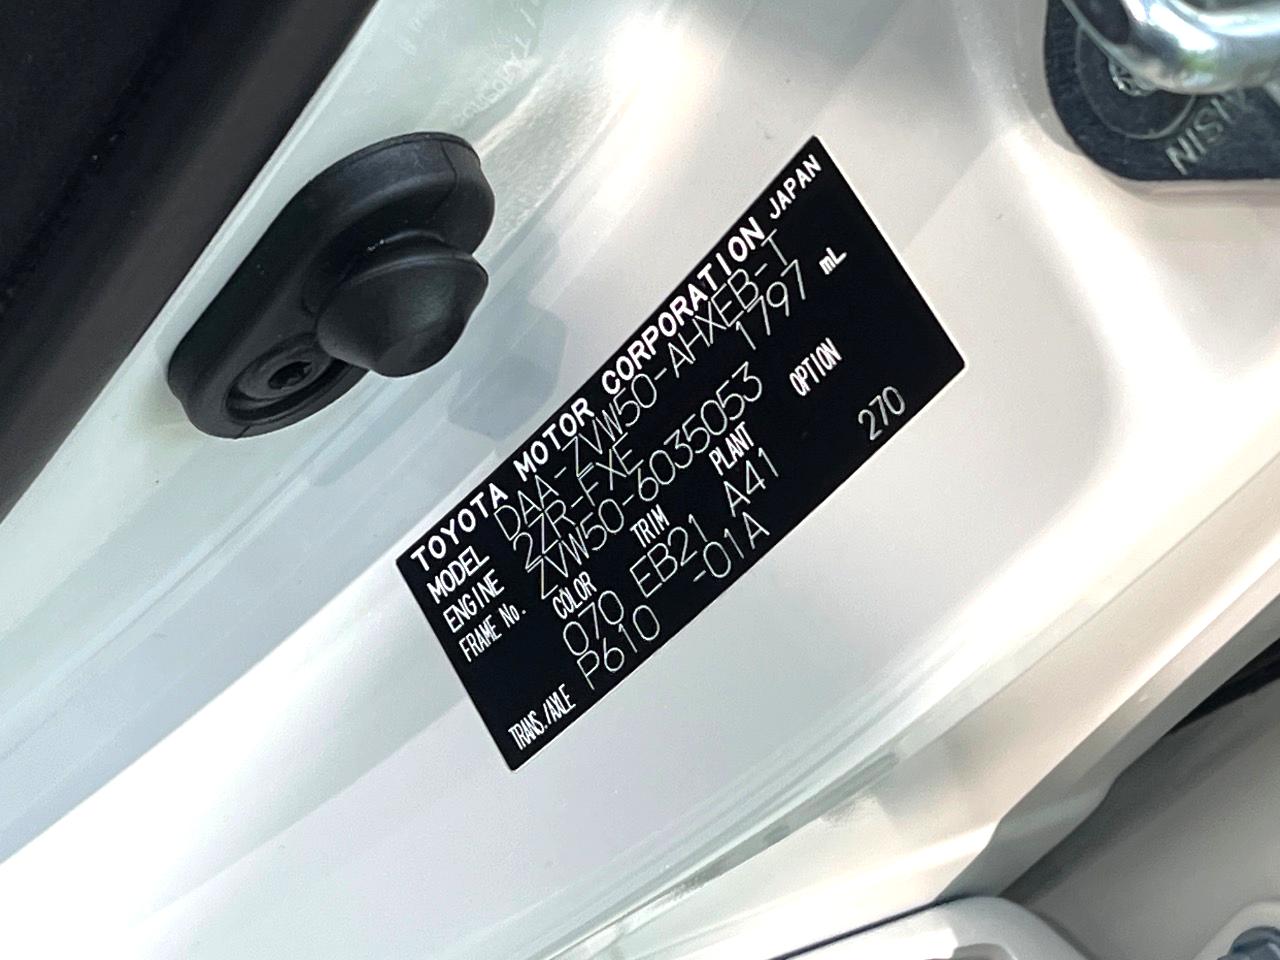 TOYOTA MOTOR CORPORATION JAPAN
MODEL DAA-ZVW50-AHXEB-T
ENGINE 2ZR-FXE 1797 mL
FRAME No. ZVW50-6035053
COLOR TRIM PLANT OPTION
070 EB21 A41 270
TRANS./AXLE P610 -01A
AISIN